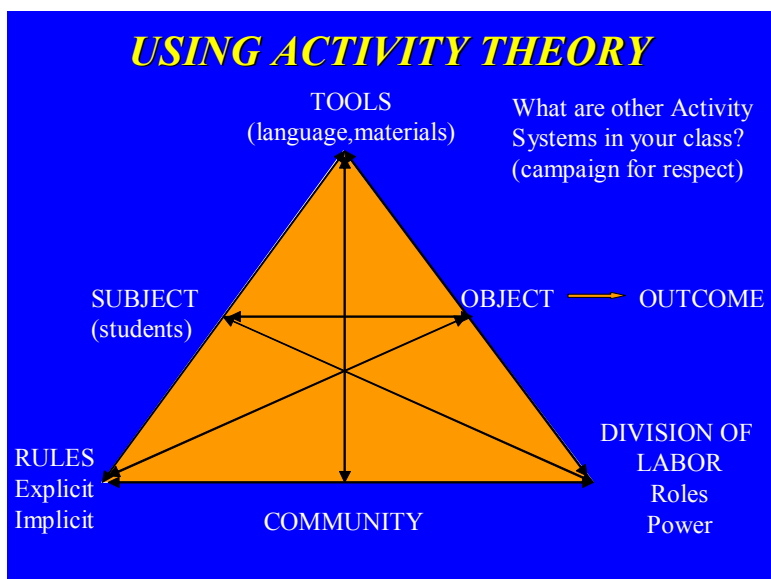 USING ACTIVITY THEORY
TOOLS
(language,materials)
What are other Activity
Systems in your class?
(campaign for respect)
SUBJECT
(students)
OBJECT
OUTCOME
RULES
Explicit
Implicit
COMMUNITY
DIVISION OF
LABOR
Roles
Power